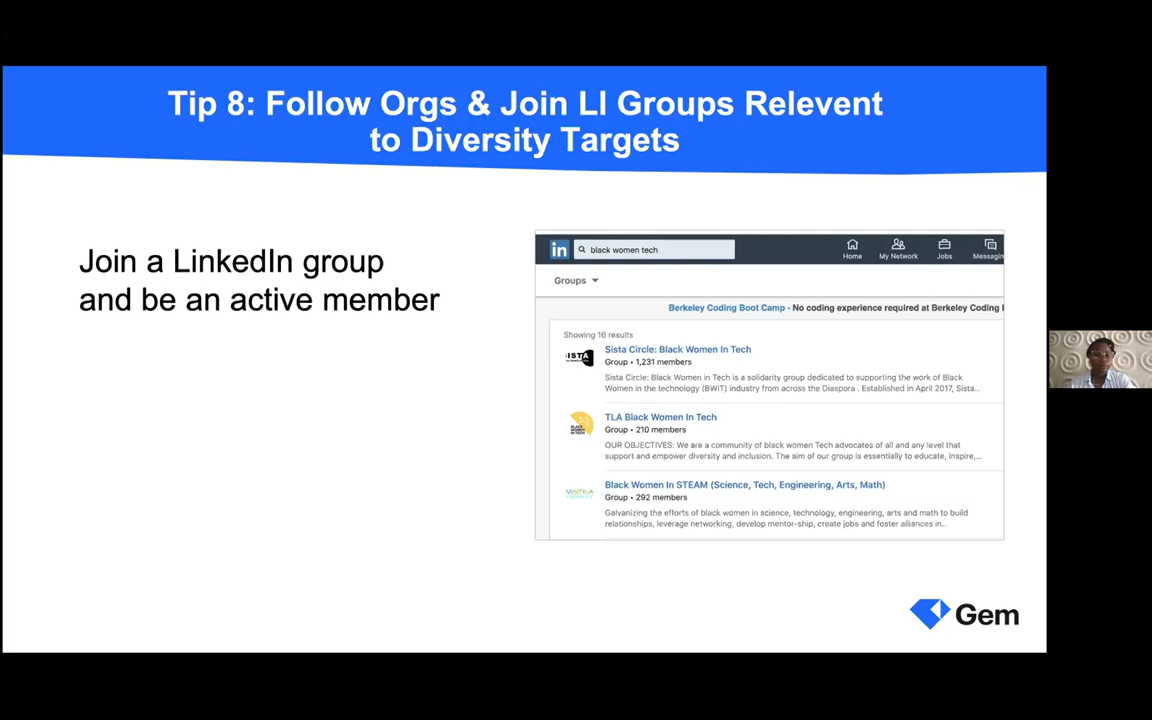 Tip 8: Follow Orgs & Join LI Groups Relevent
to Diversity Targets
Join a LinkedIn group
and be an active member
in
black women tech
Home
My Network
Jobs
Messagin
Groups
Berkeley Coding Boot Camp - No coding experience required at Berkeley Coding
Showing 16 results
Sista Circle: Black Women In Tech
Group • 1,231 members
Sista Circle: Black Women in Tech is a solidarity group dedicated to supporting the work of Black
Women in the technology (BWiT) industry from across the Diaspora . Established in April 2017, Sista...
TLA Black Women In Tech
Group • 210 members
OUR OBJECTIVES: We are a community of black women Tech advocates of all and any level that
support and empower diversity and inclusion. The aim of our group is essentially to educate, inspire,...
Black Women In STEAM (Science, Tech, Engineering, Arts, Math)
Group • 292 members
Galvanizing the efforts of black women in science, technology, engineering, arts and math to build
relationships, leverage networking, develop mentor-ship, create jobs and foster alliances in...
Gem